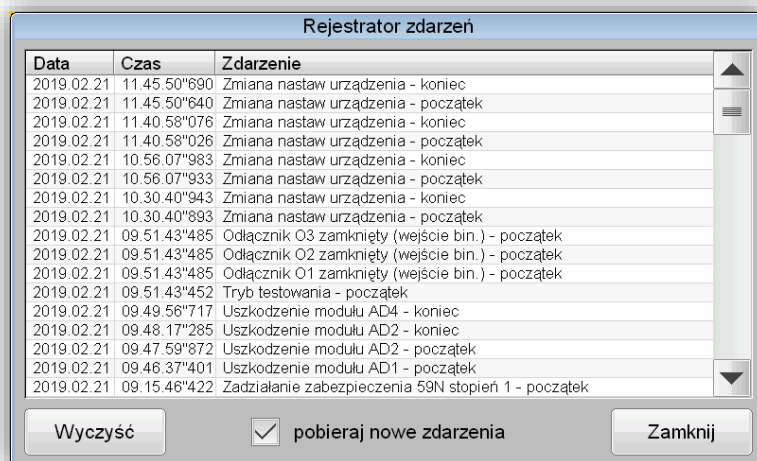 Rejestrator zdarzeń
Data Czas Zdarzenie
2019.02.21 11.45.50"690 Zmiana nastaw urządzenia - koniec
2019.02.21 11.45.50"640 Zmiana nastaw urządzenia - początek
2019.02.21 11.40.58"076 Zmiana nastaw urządzenia - koniec
2019.02.21 11.40.58"026 Zmiana nastaw urządzenia - początek
2019.02.21 10.56.07"983 Zmiana nastaw urządzenia - koniec
2019.02.21 10.56.07"933 Zmiana nastaw urządzenia - początek
2019.02.21 10.30.40"943 Zmiana nastaw urządzenia - koniec
2019.02.21 10.30.40"893 Zmiana nastaw urządzenia - początek
2019.02.21 09.51.43"485 Odłącznik O3 zamknięty (wejście bin.) - początek
2019.02.21 09.51.43"485 Odłącznik O2 zamknięty (wejście bin.) - początek
2019.02.21 09.51.43"485 Odłącznik O1 zamknięty (wejście bin.) - początek
2019.02.21 09.51.43"452 Tryb testowania - początek
2019.02.21 09.49.56"717 Uszkodzenie modułu AD4 - koniec
2019.02.21 09.48.17"285 Uszkodzenie modułu AD2 - koniec
2019.02.21 09.47.59"872 Uszkodzenie modułu AD2 - początek
2019.02.21 09.46.37"401 Uszkodzenie modułu AD1 - początek
2019.02.21 09.15.46"422 Zadziałanie zabezpieczenia 59N stopień 1 - początek
Wyczyść pobieraj nowe zdarzenia Zamknij